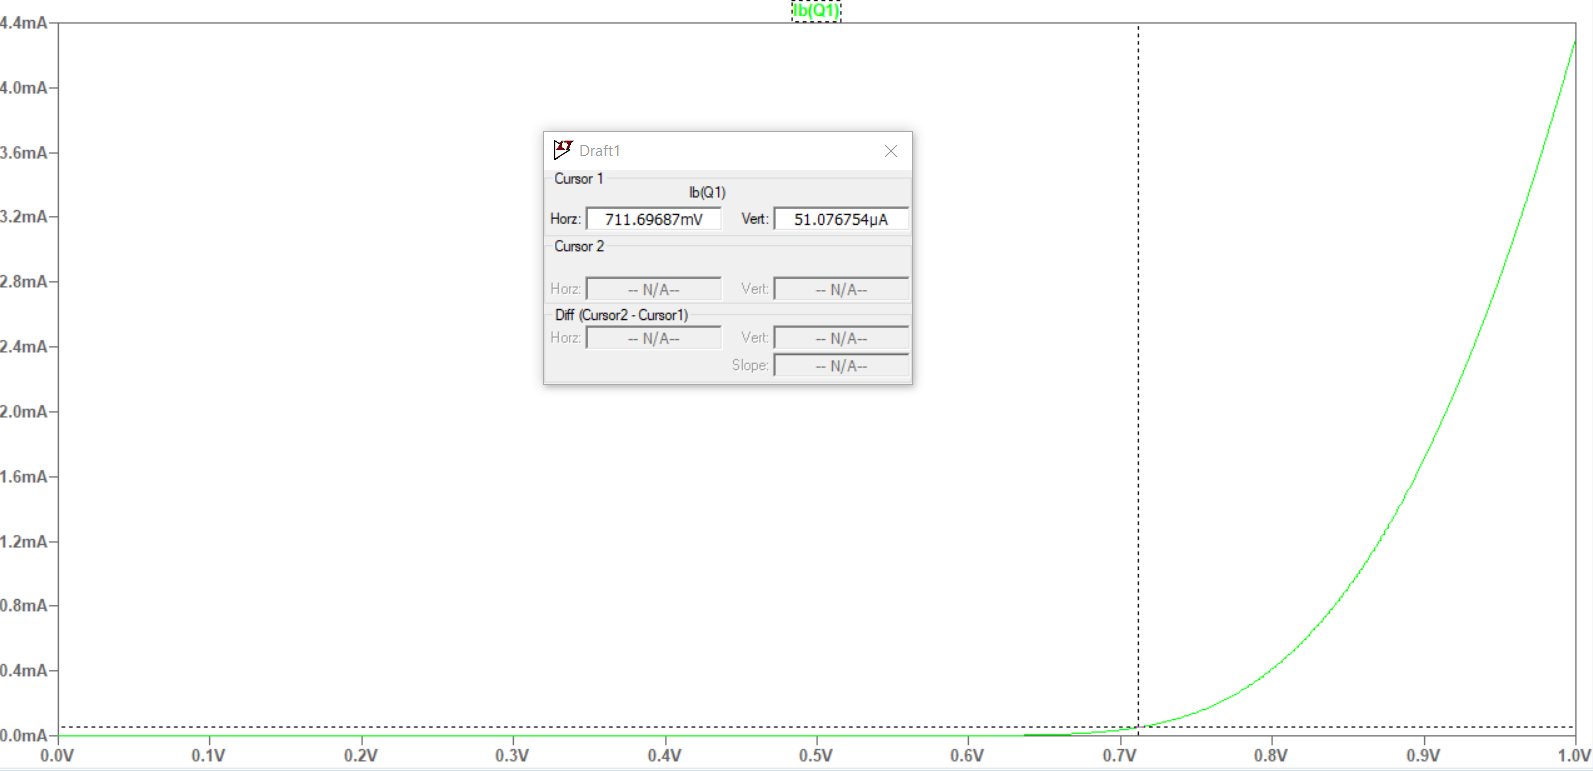 Ib(Q1)
4.4mA
4.0mA
3.6mA
3.2mA
2.8mA
2.4mA
2.0mA
1.6mA
1.2mA
0.8mA
0.4mA
0.0mA
Draft1
Cursor 1
Ib(Q1)
Horz: 711.69687mV Vert: 51.076754µA
Cursor 2
Horz: -- N/A-- Vert: -- N/A--
Diff (Cursor2 - Cursor1)
Horz: -- N/A-- Vert: -- N/A--
Slope: -- N/A--
0.0V 0.1V 0.2V 0.3V 0.4V 0.5V 0.6V 0.7V 0.8V 0.9V 1.0V